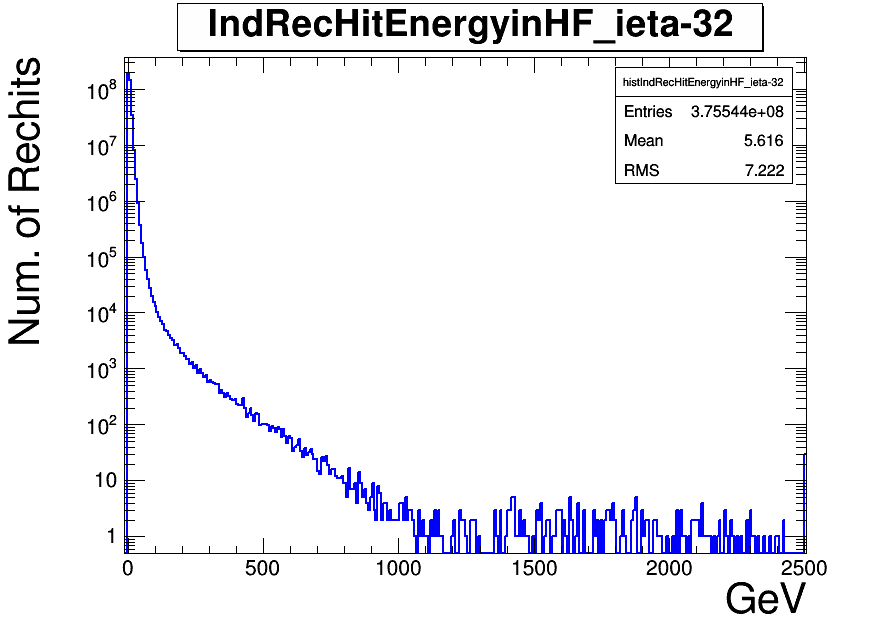 IndRecHitEnergyinHF_ieta-32
histIndRecHitEnergyinHF_ieta-32
Entries 3.75544e+08
Mean 5.616
RMS 7.222
Num. of Rechits
10^8
10^7
10^6
10^5
10^4
10^3
10^2
10
1
0 500 1000 1500 2000 2500
GeV